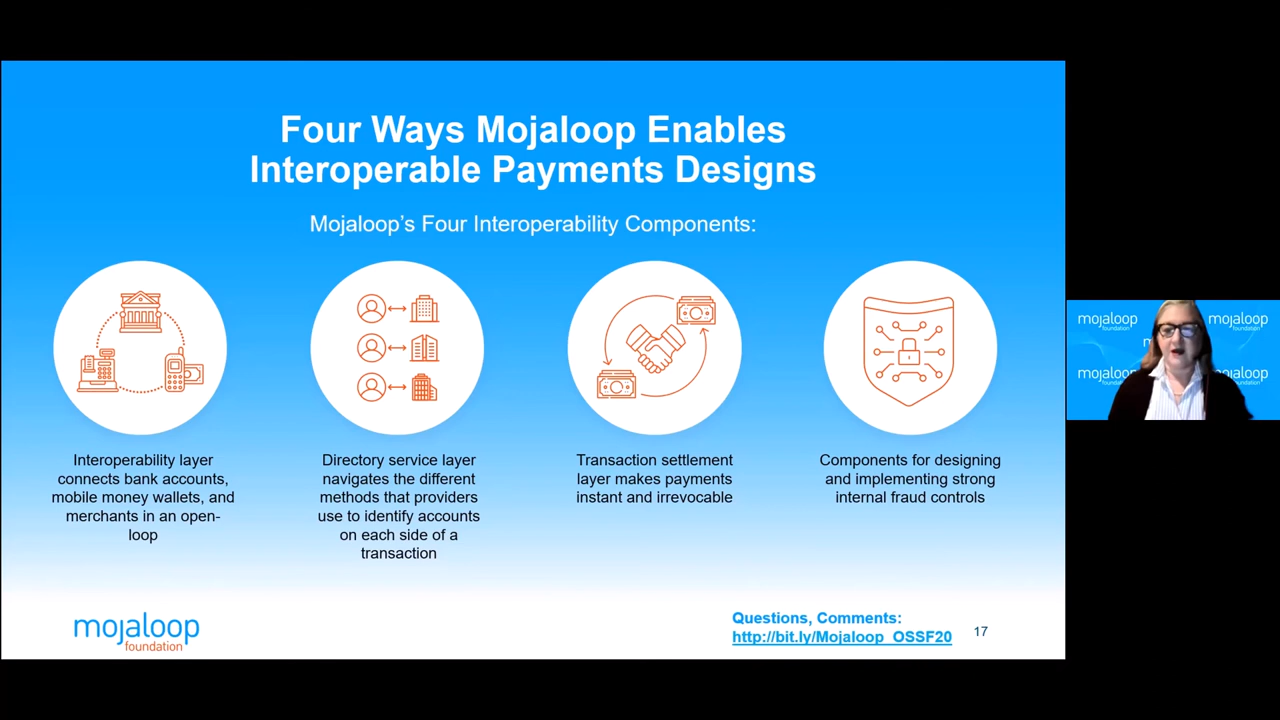 Four Ways Mojaloop Enables
Interoperable Payments Designs
Mojaloop's Four Interoperability Components:
Interoperability layer
connects bank accounts,
mobile money wallets, and
merchants in an open-
loop
Directory service layer
navigates the different
methods that providers
use to identify accounts
on each side of a
transaction
Transaction settlement
layer makes payments
instant and irrevocable
Components for designing
and implementing strong
internal fraud controls
mojaloop
foundation
Questions, Comments:
http://bit.ly/Mojaloop_OSSF20
17
mojaloop
foundation
mojaloop
foundation
mojaloop
mojaloop
foundation